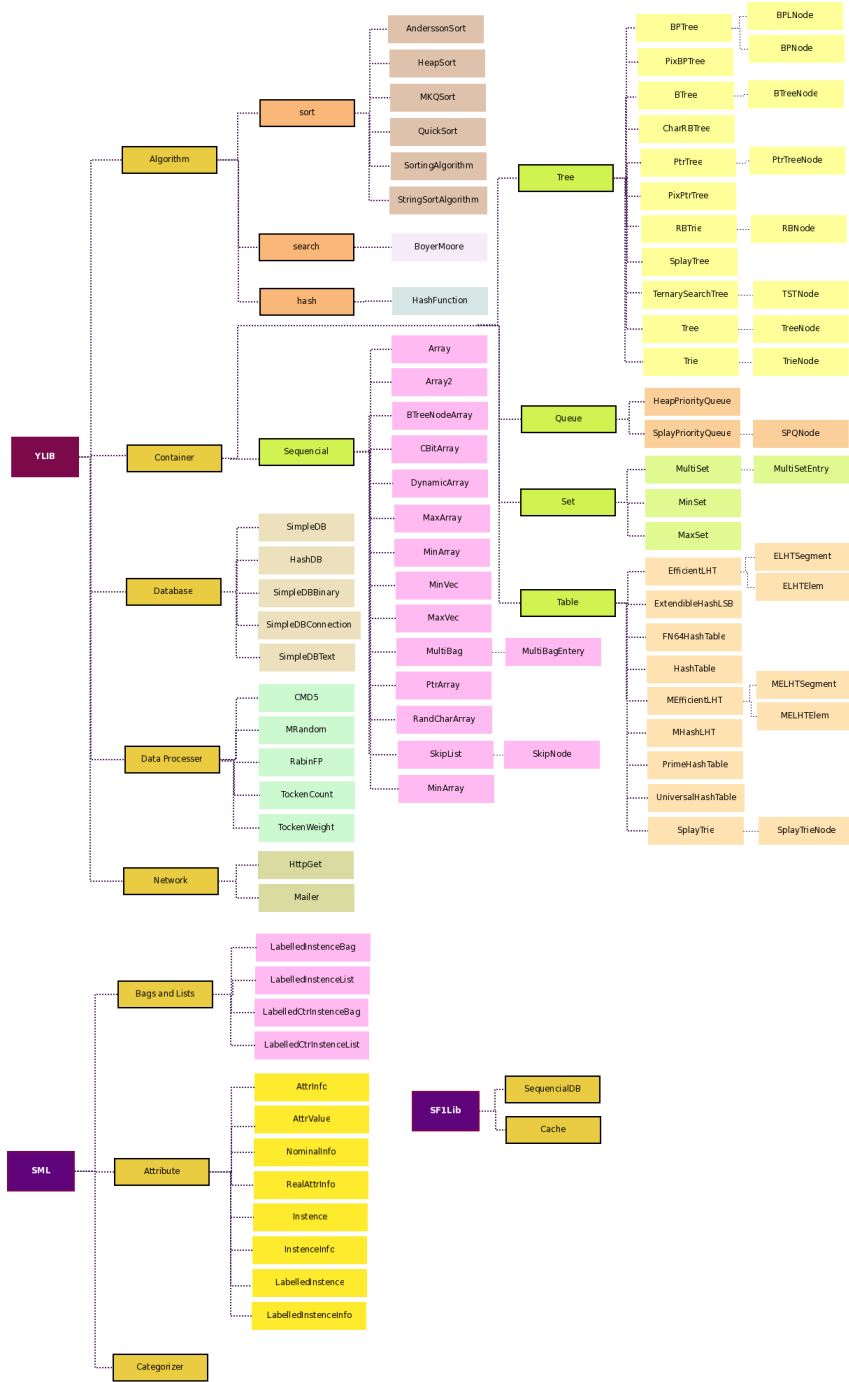 YLIB
Algorithm
sort
AnderssonSort
HeapSort
MKQSort
QuickSort
SortingAlgorithm
StringSortAlgorithm
search
BoyerMoore
hash
HashFunction
Container
Sequencial
Array
Array2
BTreeNodeArray
CBitArray
DynamicArray
MaxArray
MinArray
MinVec
MaxVec
MultiBag
MultiBagEntery
PtrArray
RandCharArray
SkipList
SkipNode
MinArray
Tree
BPTree
BPLNode
BPNode
PixBPTree
BTree
BTreeNode
CharRBTree
PtrTree
PtrTreeNode
PixPtrTree
RBTrie
RBNode
SplayTree
TernarySearchTree
TSTNode
Tree
TreeNode
Trie
TrieNode
Queue
HeapPriorityQueue
SplayPriorityQueue
SPQNode
Set
MultiSet
MultiSetEntry
MinSet
MaxSet
Table
EfficientLHT
ELHTSegment
ELHTElem
ExtendibleHashLSB
FN64HashTable
HashTable
MEfficientLHT
MELHTSegment
MELHTElem
MHashLHT
PrimeHashTable
UniversalHashTable
SplayTrie
SplayTrieNode
Database
SimpleDB
HashDB
SimpleDBBinary
SimpleDBConnection
SimpleDBText
Data Processer
CMD5
MRandom
RabinFP
TockenCount
TockenWeight
Network
HttpGet
Mailer
SML
Bags and Lists
LabelledInstenceBag
LabelledInstenceList
LabelledCtrInstenceBag
LabelledCtrInstenceList
Attribute
AttrInfo
AttrValue
NominalInfo
RealAttrInfo
Instence
InstenceInfc
LabelledInstence
LabelledInstenceInfo
Categorizer
SF1Lib
SequencialDB
Cache